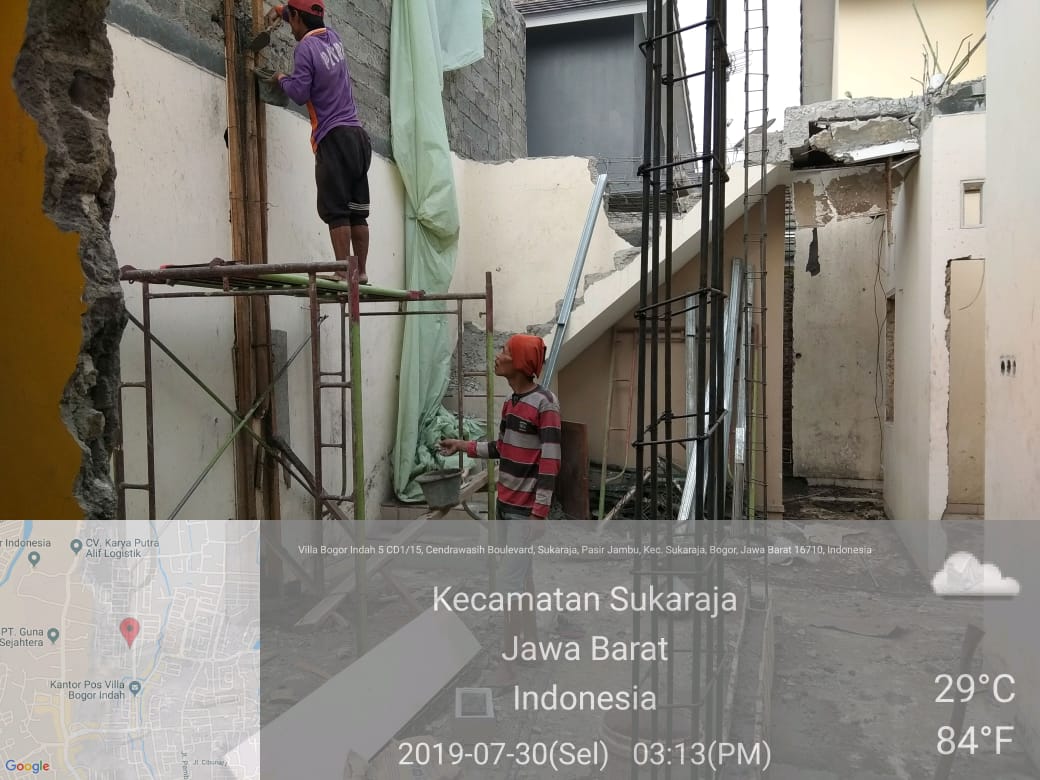 Villa Bogor Indah 5 CD1/15, Cendrawasih Boulevard, Sukaraja, Pasir Jambu, Kec. Sukaraja, Bogor, Jawa Barat 16710, Indonesia
Kecamatan Sukaraja
Jawa Barat
Indonesia
2019-07-30(Sel) 03:13(PM)
29°C
84°F
Indonesia
CV. Karya Putra
Alif Logistik
PT. Guna
Sejahtera
Kantor Pos Villa
Bogor Indah
Google